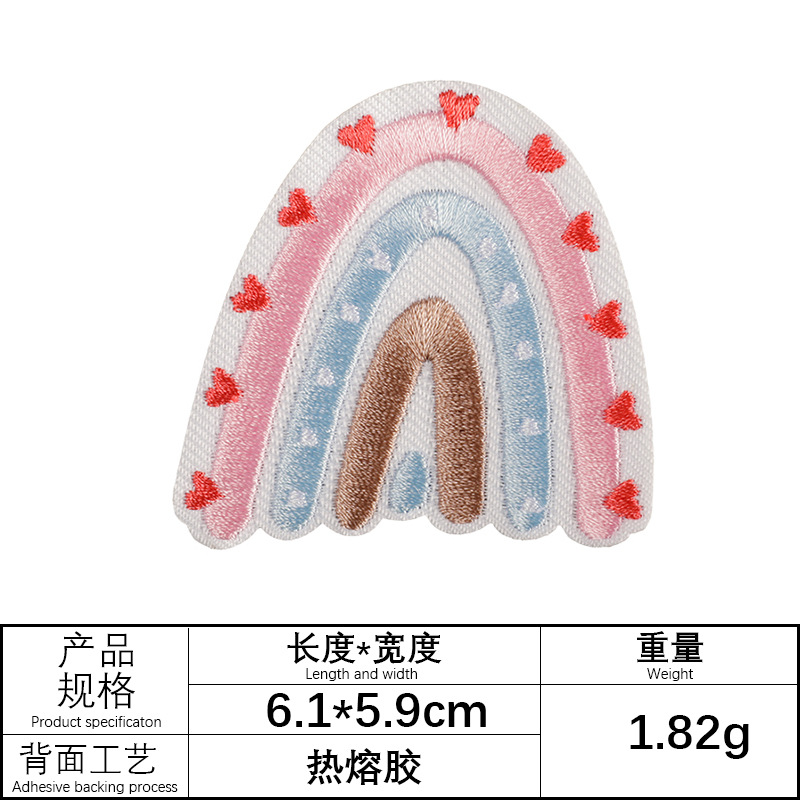 产品
规格
Product specificaton
长度*宽度
Length and width
重量
Weight
6.1*5.9cm
1.82g
背面工艺
Adhesive backing process
热熔胶